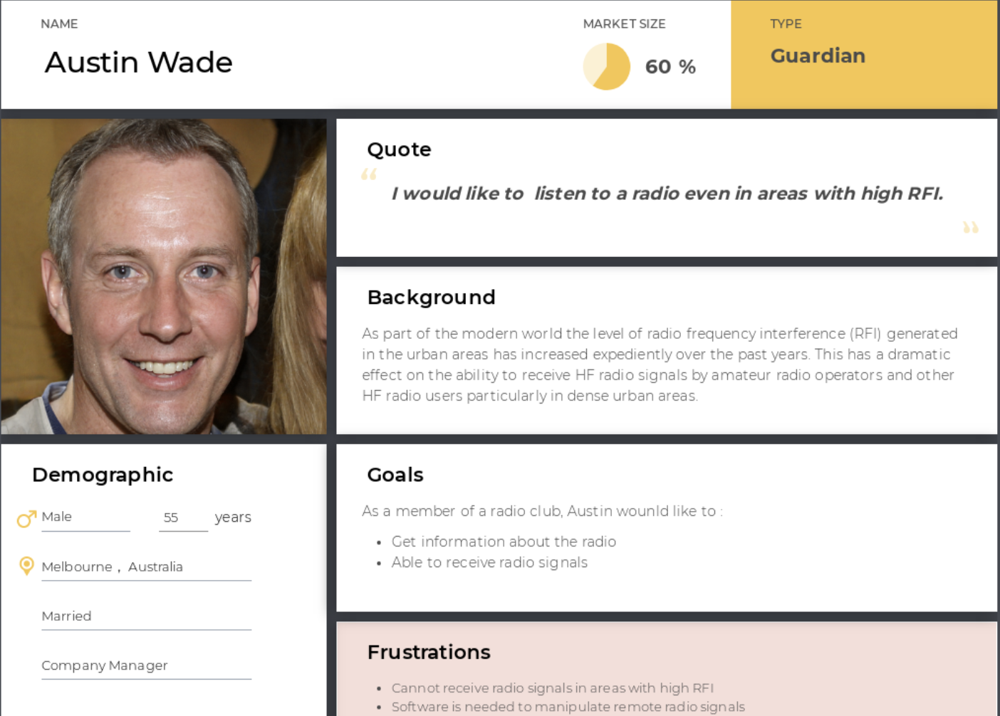 NAME
Austin Wade
MARKET SIZE
60 %
TYPE
Guardian
Quote
“
I would like to listen to a radio even in areas with high RFI.
”
Background
As part of the modern world the level of radio frequency interference (RFI) generated
in the urban areas has increased expediently over the past years. This has a dramatic
effect on the ability to receive HF radio signals by amateur radio operators and other
HF radio users particularly in dense urban areas.
Demographic
Male
55 years
Melbourne , Australia
Married
Company Manager
Goals
As a member of a radio club, Austin wounld like to :
• Get information about the radio
• Able to receive radio signals
Frustrations
• Cannot receive radio signals in areas with high RFI
• Software is needed to manipulate remote radio signals